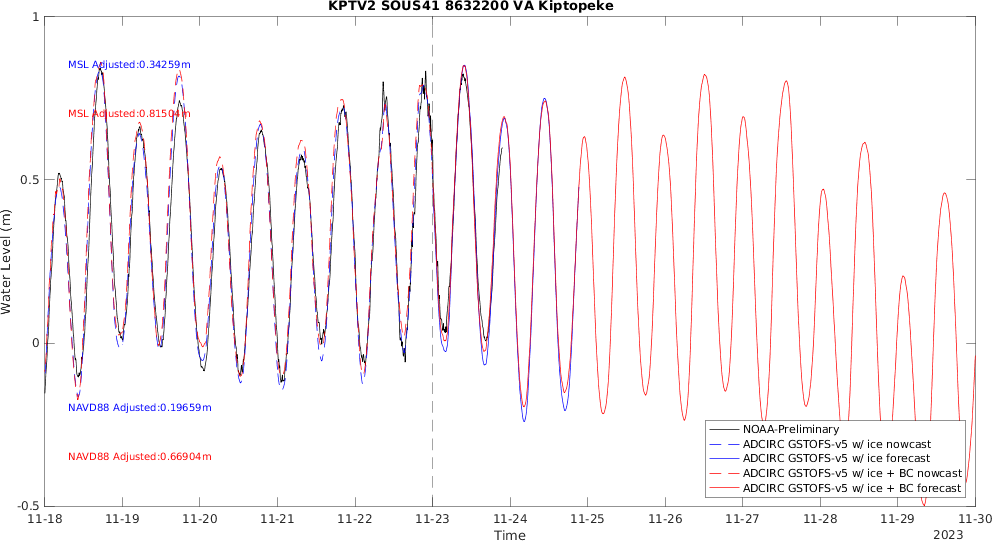 KPTV2 SOUS41 8632200 VA Kiptopeke
1
MSL Adjusted:0.34259m
MSL Adjusted:0.81504m
0.5
Water Level (m)
0
NAVD88 Adjusted:0.19659m
NAVD88 Adjusted:0.66904m
NOAA-Preliminary
ADCIRC GSTOFS-v5 w/ ice nowcast
ADCIRC GSTOFS-v5 w/ ice forecast
ADCIRC GSTOFS-v5 w/ ice + BC nowcast
ADCIRC GSTOFS-v5 w/ ice + BC forecast
-0.5
11-18 11-19 11-20 11-21 11-22 11-23 11-24 11-25 11-26 11-27 11-28 11-29 11-30
Time
2023